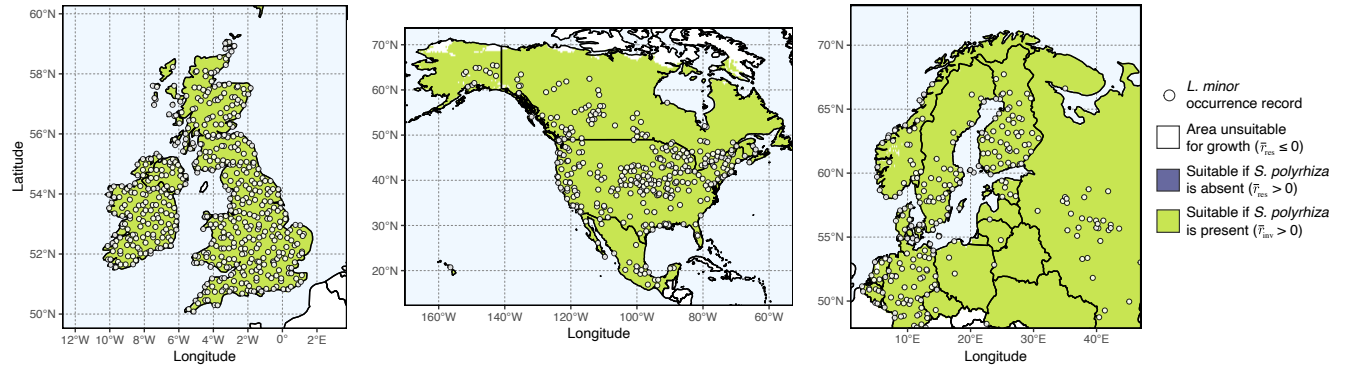 60°N
58°N
56°N
54°N
52°N
50°N
Latitude
12°W 10°W 8°W 6°W 4°W 2°W 0° 2°E
Longitude
70°N
60°N
50°N
40°N
30°N
20°N
160°W 140°W 120°W 100°W 80°W 60°W
Longitude
70°N
65°N
60°N
55°N
50°N
10°E 20°E 30°E 40°E
Longitude
L. minor
occurrence record
Area unsuitable
for growth (r̄res ≤ 0)
Suitable if S. polyrhiza
is absent (r̄res > 0)
Suitable if S. polyrhiza
is present (r̄inv > 0)